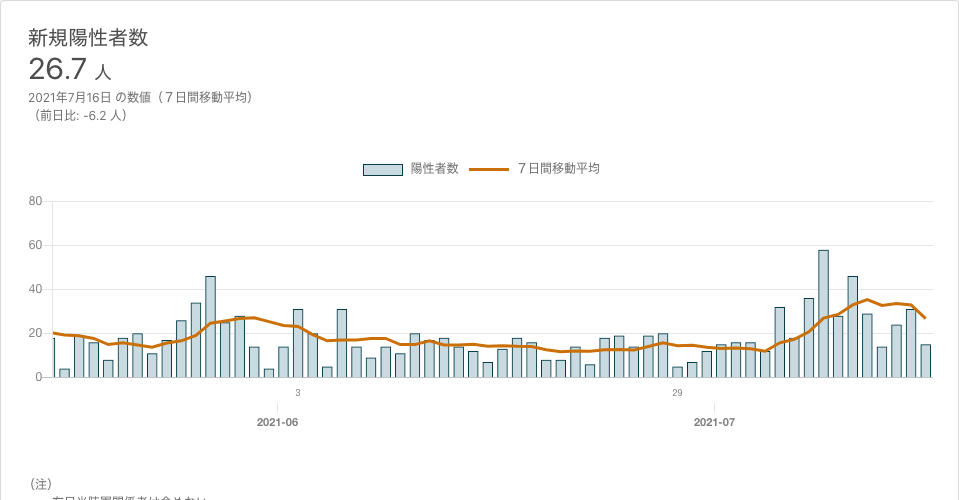 新規陽性者数
26.7 人
2021年7月16日 の数値（７日間移動平均）
（前日比: -6.2 人）
陽性者数 ７日間移動平均
80
60
40
20
0
3 29
2021-06 2021-07
（注）